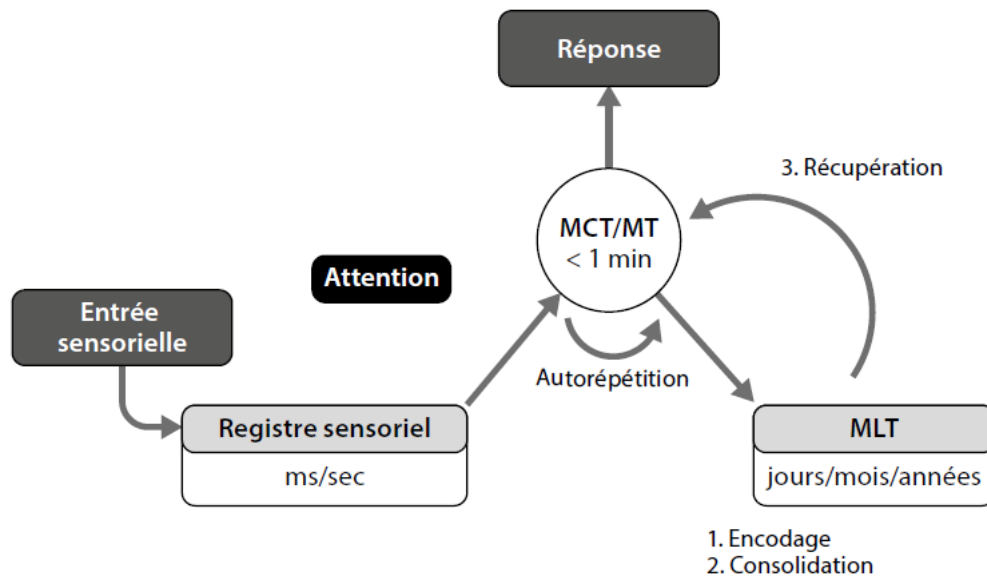 Réponse
3. Récupération
MCT/MT
< 1 min
Attention
Entrée
sensorielle
Autorépétition
Registre sensoriel
ms/sec
MLT
jours/mois/années
1. Encodage
2. Consolidation